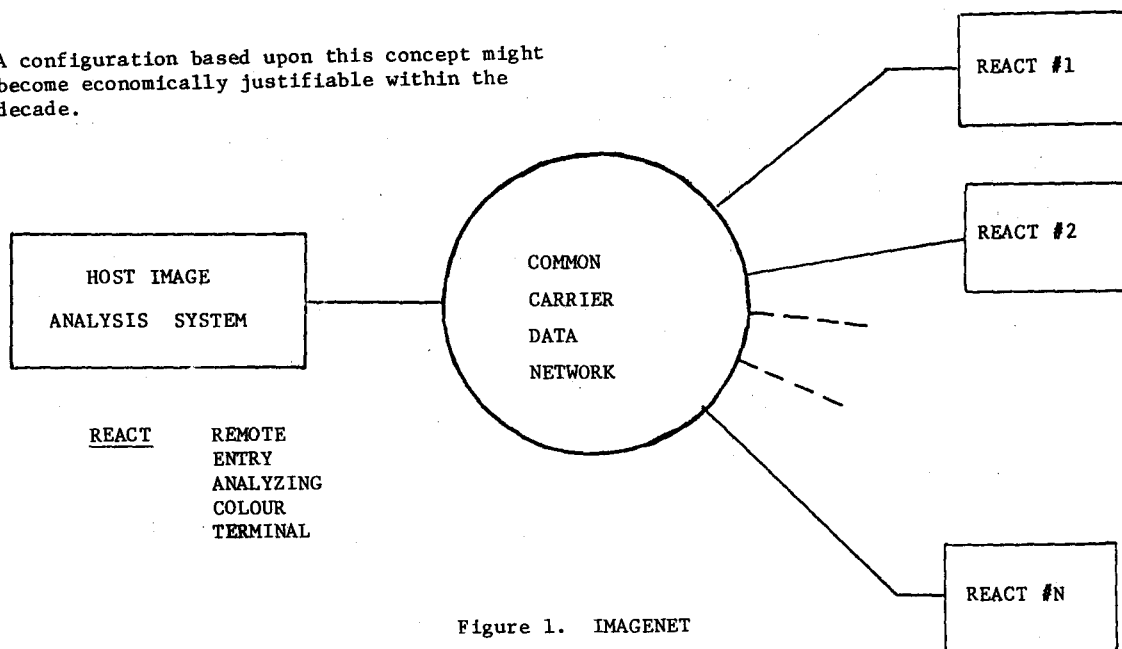 A configuration based upon this concept might
become economically justifiable within the
decade.
REACT #1
REACT #2
HOST IMAGE
ANALYSIS SYSTEM
COMMON
CARRIER
DATA
NETWORK
REACT REMOTE
ENTRY
ANALYZING
COLOUR
TERMINAL
REACT #N
Figure 1. IMAGENET